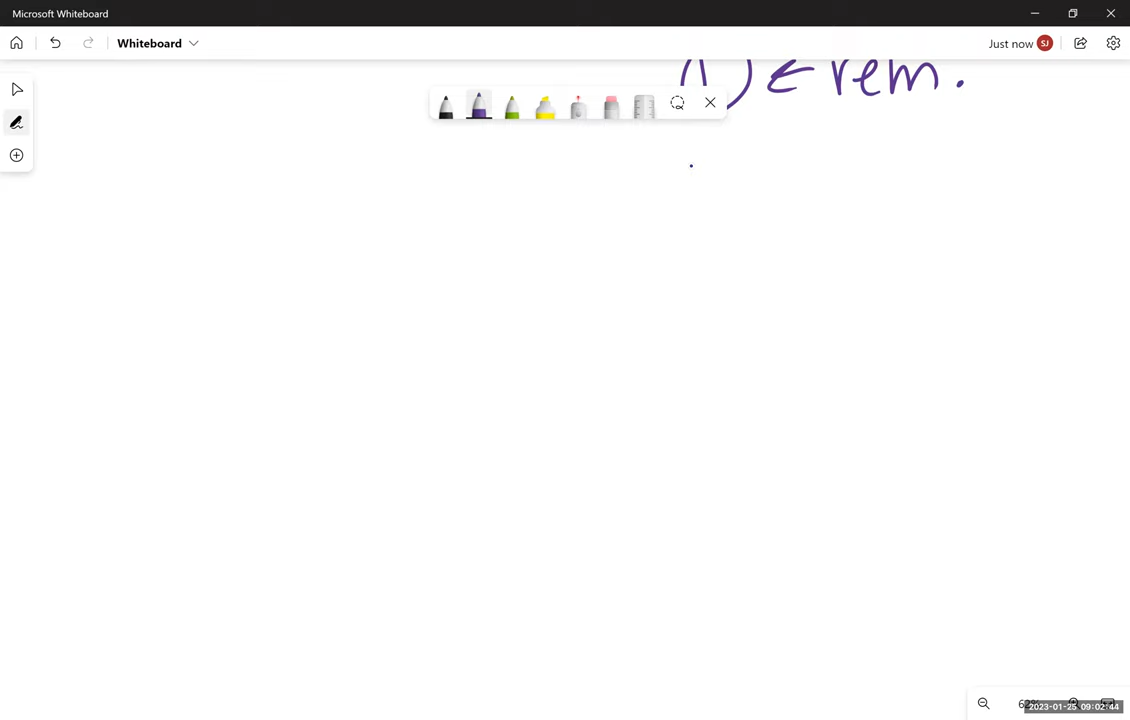 Microsoft Whiteboard
Whiteboard
Just now SJ
) ← rem.
2023-01-25 09:02:44